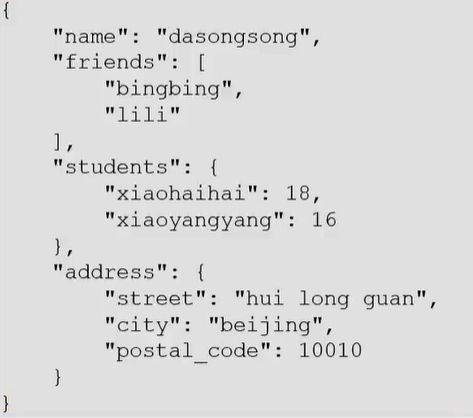 {
    "name": "dasongsong",
    "friends": [
        "bingbing",
        "lili"
    ],
    "students": {
        "xiaohaihai": 18,
        "xiaoyangyang": 16
    },
    "address": {
        "street": "hui long guan",
        "city": "beijing",
        "postal_code": 10010
    }
}